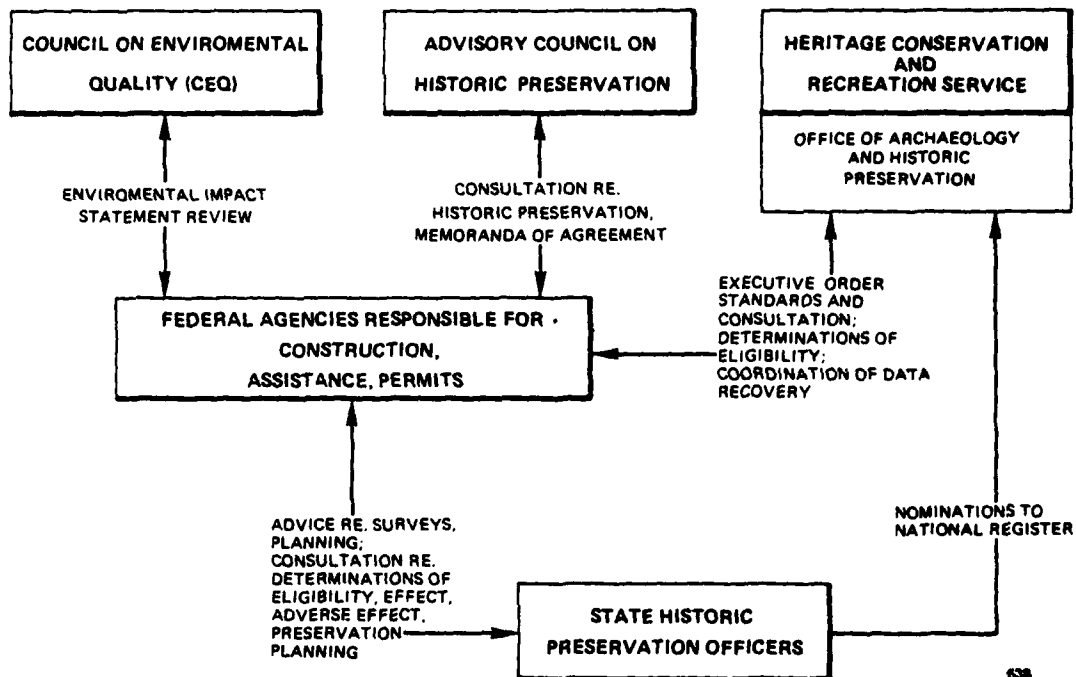 COUNCIL ON ENVIROMENTAL
QUALITY (CEQ)
ADVISORY COUNCIL ON
HISTORIC PRESERVATION
HERITAGE CONSERVATION
AND
RECREATION SERVICE
OFFICE OF ARCHAEOLOGY
AND HISTORIC
PRESERVATION
ENVIROMENTAL IMPACT
STATEMENT REVIEW
CONSULTATION RE.
HISTORIC PRESERVATION,
MEMORANDA OF AGREEMENT
EXECUTIVE ORDER
STANDARDS AND
CONSULTATION;
DETERMINATIONS OF
ELIGIBILITY;
COORDINATION OF DATA
RECOVERY
FEDERAL AGENCIES RESPONSIBLE FOR
CONSTRUCTION,
ASSISTANCE, PERMITS
ADVICE RE. SURVEYS,
PLANNING;
CONSULTATION RE.
DETERMINATIONS OF
ELIGIBILITY, EFFECT,
ADVERSE EFFECT,
PRESERVATION
PLANNING
NOMINATIONS TO
NATIONAL REGISTER
STATE HISTORIC
PRESERVATION OFFICERS